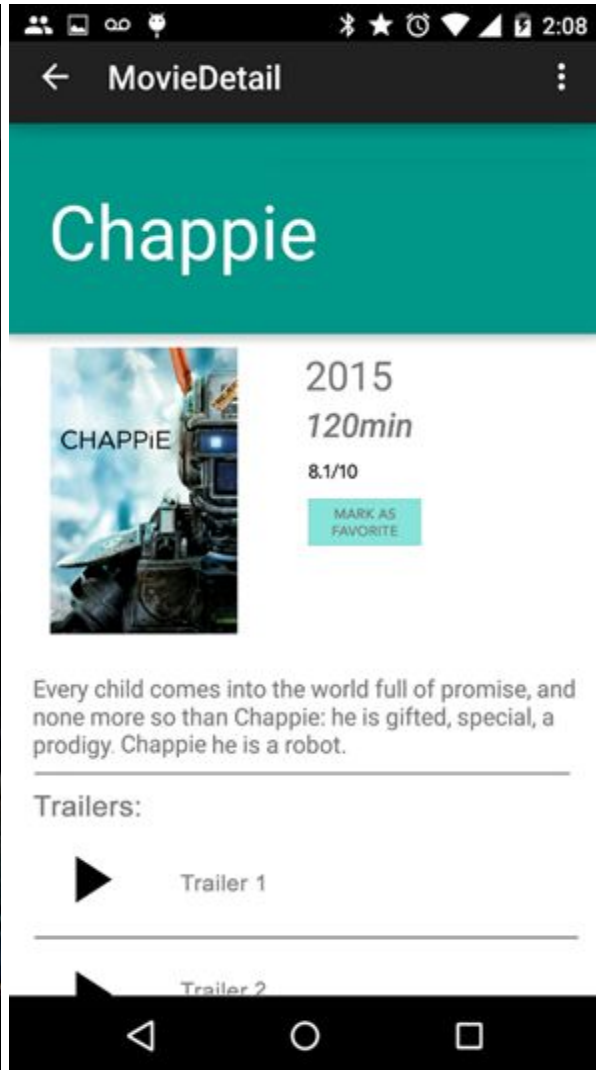 2:08
MovieDetail
Chappie
CHAPPiE
2015
120min
8.1/10
MARK AS
FAVORITE
Every child comes into the world full of promise, and
none more so than Chappie: he is gifted, special, a
prodigy. Chappie he is a robot.
Trailers:
Trailer 1
Trailer 2